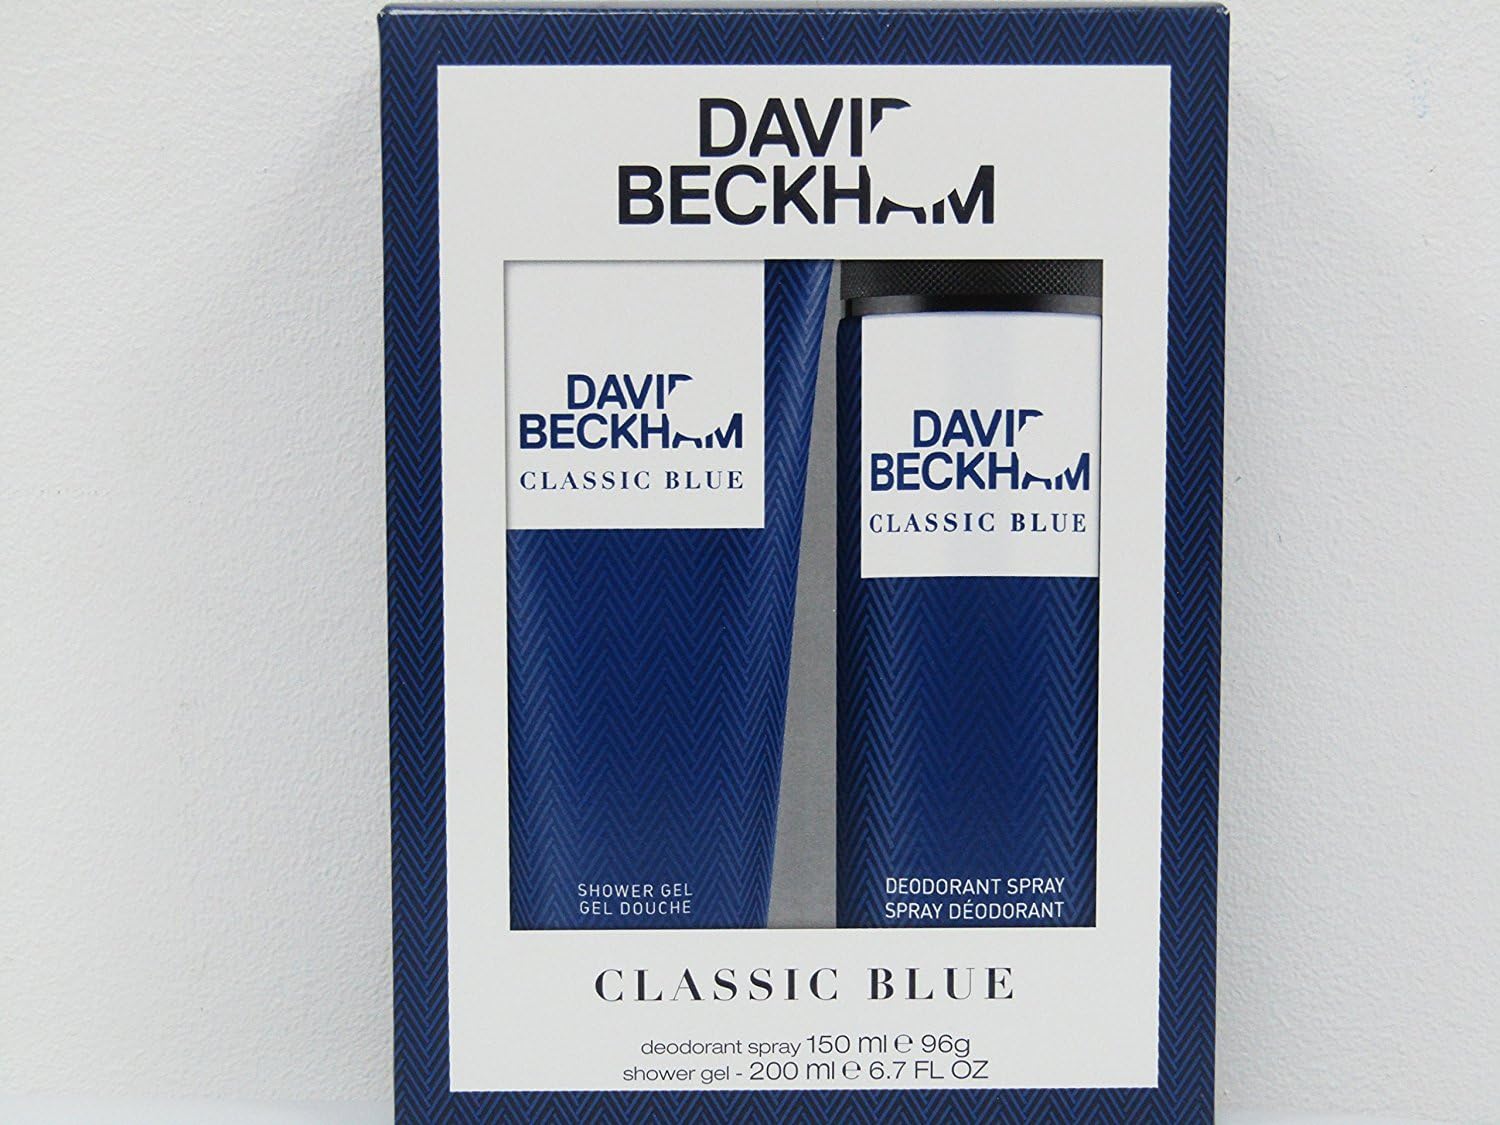 DAVID
BECKHAM
DAVID
BECKHAM
CLASSIC BLUE
SHOWER GEL
GEL DOUCHE
DAVID
BECKHAM
CLASSIC BLUE
DEODORANT SPRAY
SPRAY DÉODORANT
CLASSIC BLUE
deodorant spray 150 ml ℮ 96g
shower gel - 200 ml ℮ 6.7 FL OZ